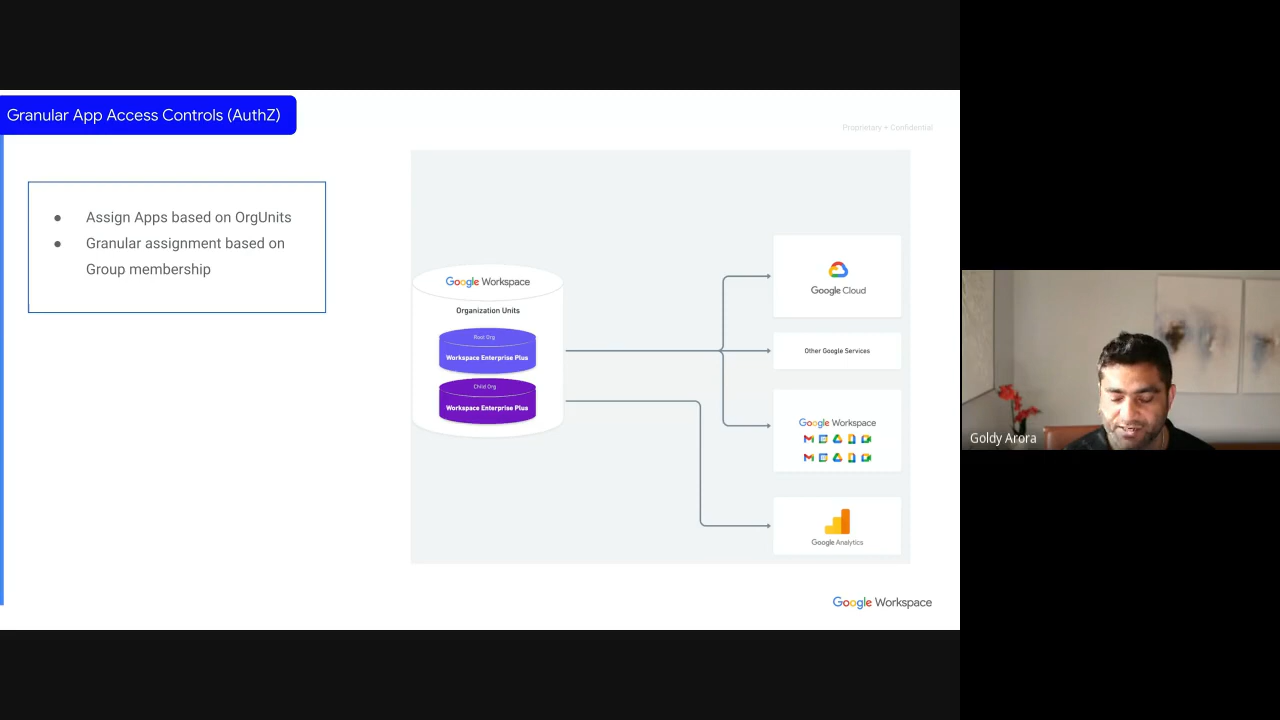 Granular App Access Controls (AuthZ)
Proprietary + Confidential
● Assign Apps based on OrgUnits
● Granular assignment based on
Group membership
Google Workspace
Organization Units
Root Org
Workspace Enterprise Plus
Child Org
Workspace Enterprise Plus
Google Cloud
Other Google Services
Google Workspace
Google Analytics
Google Workspace
Goldy Arora